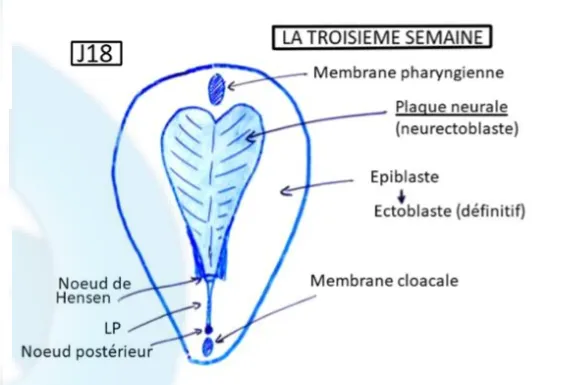 J18
LA TROISIEME SEMAINE
Membrane pharyngienne
Plaque neurale
(neurectoblaste)
Epiblaste
Ectoblaste (définitif)
Noeud de
Hensen
Membrane cloacale
LP
Noeud postérieur